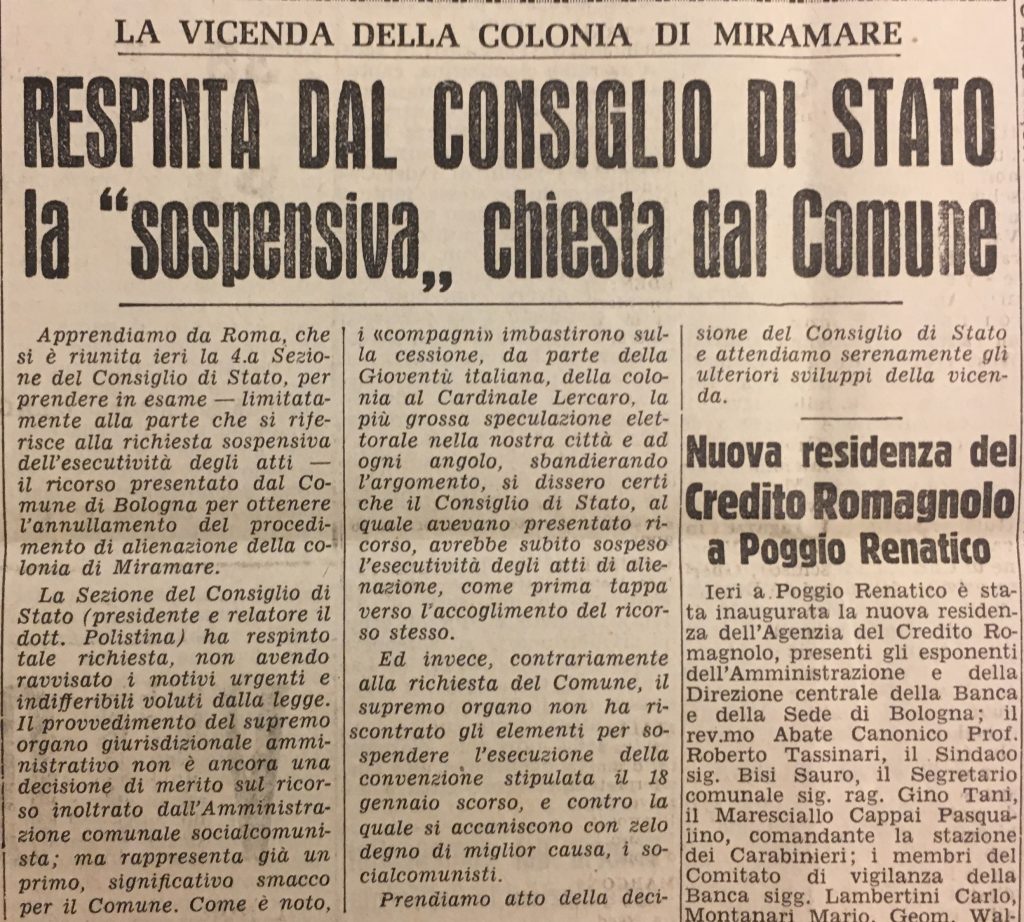 LA VICENDA DELLA COLONIA DI MIRAMARE
RESPINTA DAL CONSIGLIO DI STATO
la “sospensiva„ chiesta dal Comune
Apprendiamo da Roma, che
si è riunita ieri la 4.a Sezio-
ne del Consiglio di Stato, per
prendere in esame — limitata-
mente alla parte che si rife-
risce alla richiesta sospensiva
dell'esecutività degli atti —
il ricorso presentato dal Co-
mune di Bologna per ottenere
l'annullamento del procedi-
mento di alienazione della co-
lonia di Miramare.
La Sezione del Consiglio di
Stato (presidente e relatore il
dott. Polistina) ha respinto
tale richiesta, non avendo
ravvisato i motivi urgenti e
indifferibili voluti dalla legge.
Il provvedimento del supremo
organo giurisdizionale ammi-
nistrativo non è ancora una
decisione di merito sul ricor-
so inoltrato dall'Amministra-
zione comunale socialcomuni-
sta; ma rappresenta già un
primo, significativo smacco
per il Comune. Come è noto,
i «compagni» imbastirono sul-
la cessione, da parte della
Gioventù italiana, della colo-
nia al Cardinale Lercaro, la
più grossa speculazione elet-
torale nella nostra città e ad
ogni angolo, sbandierando
l'argomento, si dissero certi
che il Consiglio di Stato, al
quale avevano presentato ri-
corso, avrebbe subito sospeso
l'esecutività degli atti di alie-
nazione, come prima tappa
verso l'accoglimento del ricor-
so stesso.
Ed invece, contrariamente
alla richiesta del Comune, il
supremo organo non ha ri-
scontrato gli elementi per so-
spendere l'esecuzione della
convenzione stipulata il 18
gennaio scorso, e contro la
quale si accaniscono con zelo
degno di miglior causa, i so-
cialcomunisti.
Prendiamo atto della deci-
sione del Consiglio di Stato
e attendiamo serenamente gli
ulteriori sviluppi della vicen-
da.
Nuova residenza del
Credito Romagnolo
a Poggio Renatico
Ieri a Poggio Renatico è sta-
ta inaugurata la nuova residen-
za dell'Agenzia del Credito Ro-
magnolo, presenti gli esponenti
dell'Amministrazione e della
Direzione centrale della Banca
e della Sede di Bologna; il
rev.mo Abate Canonico Prof.
Roberto Tassinari, il Sindaco
sig. Bisi Sauro, il Segretario
comunale sig. rag. Gino Tani,
il Maresciallo Cappai Pasqua-
lino, comandante la stazione
dei Carabinieri; i membri del
Comitato di vigilanza della
Banca sigg. Lambertini Carlo,
Montanari Mario, Geom. Wal-